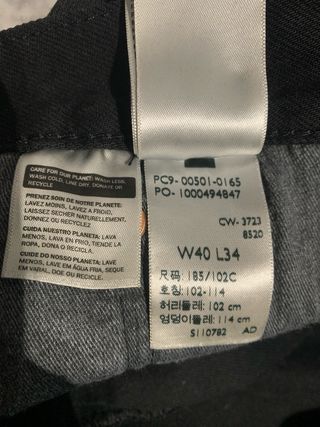 CARE FOR OUR PLANET: WASH LESS,
WASH COLD, LINE DRY, DONATE OR
RECYCLE
PRENEZ SOIN DE NOTRE PLANETE:
LAVEZ MOINS, LAVEZ A FROID,
LAISSEZ SECHER NATURELLEMENT,
DONNEZ OU RECYCLEZ
CUIDA NUESTRO PLANETA: LAVA
MENOS, LAVA EN FRIO, TIENDE LA
ROPA, DONA O RECICLA.
CUIDE DO NOSSO PLANETA: LAVE
MENOS, LAVE EM ÁGUA FRIA, SEQUE
EM VARAL, DOE OU RECICLE.
PC9- 00501-0165
PO- 1000494847
CW- 3723
8520
W40 L34
尺码: 185/102C
호칭: 102-114
허리둘레: 102 cm
엉덩이둘레: 114 cm
S110782 AD